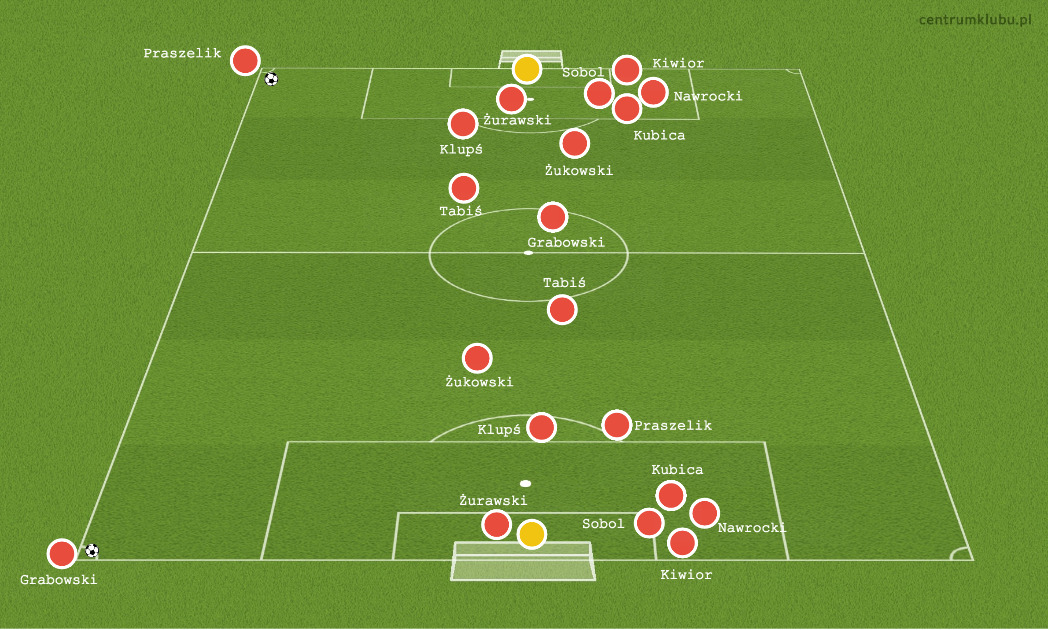 centrumklubu.pl
Praszelik
Kiwior
Sobol
Nawrocki
Żurawski
Kubica
Klupś
Żukowski
Tabiś
Grabowski
Tabiś
Żukowski
Klupś
Praszelik
Kubica
Żurawski
Sobol
Nawrocki
Kiwior
Grabowski